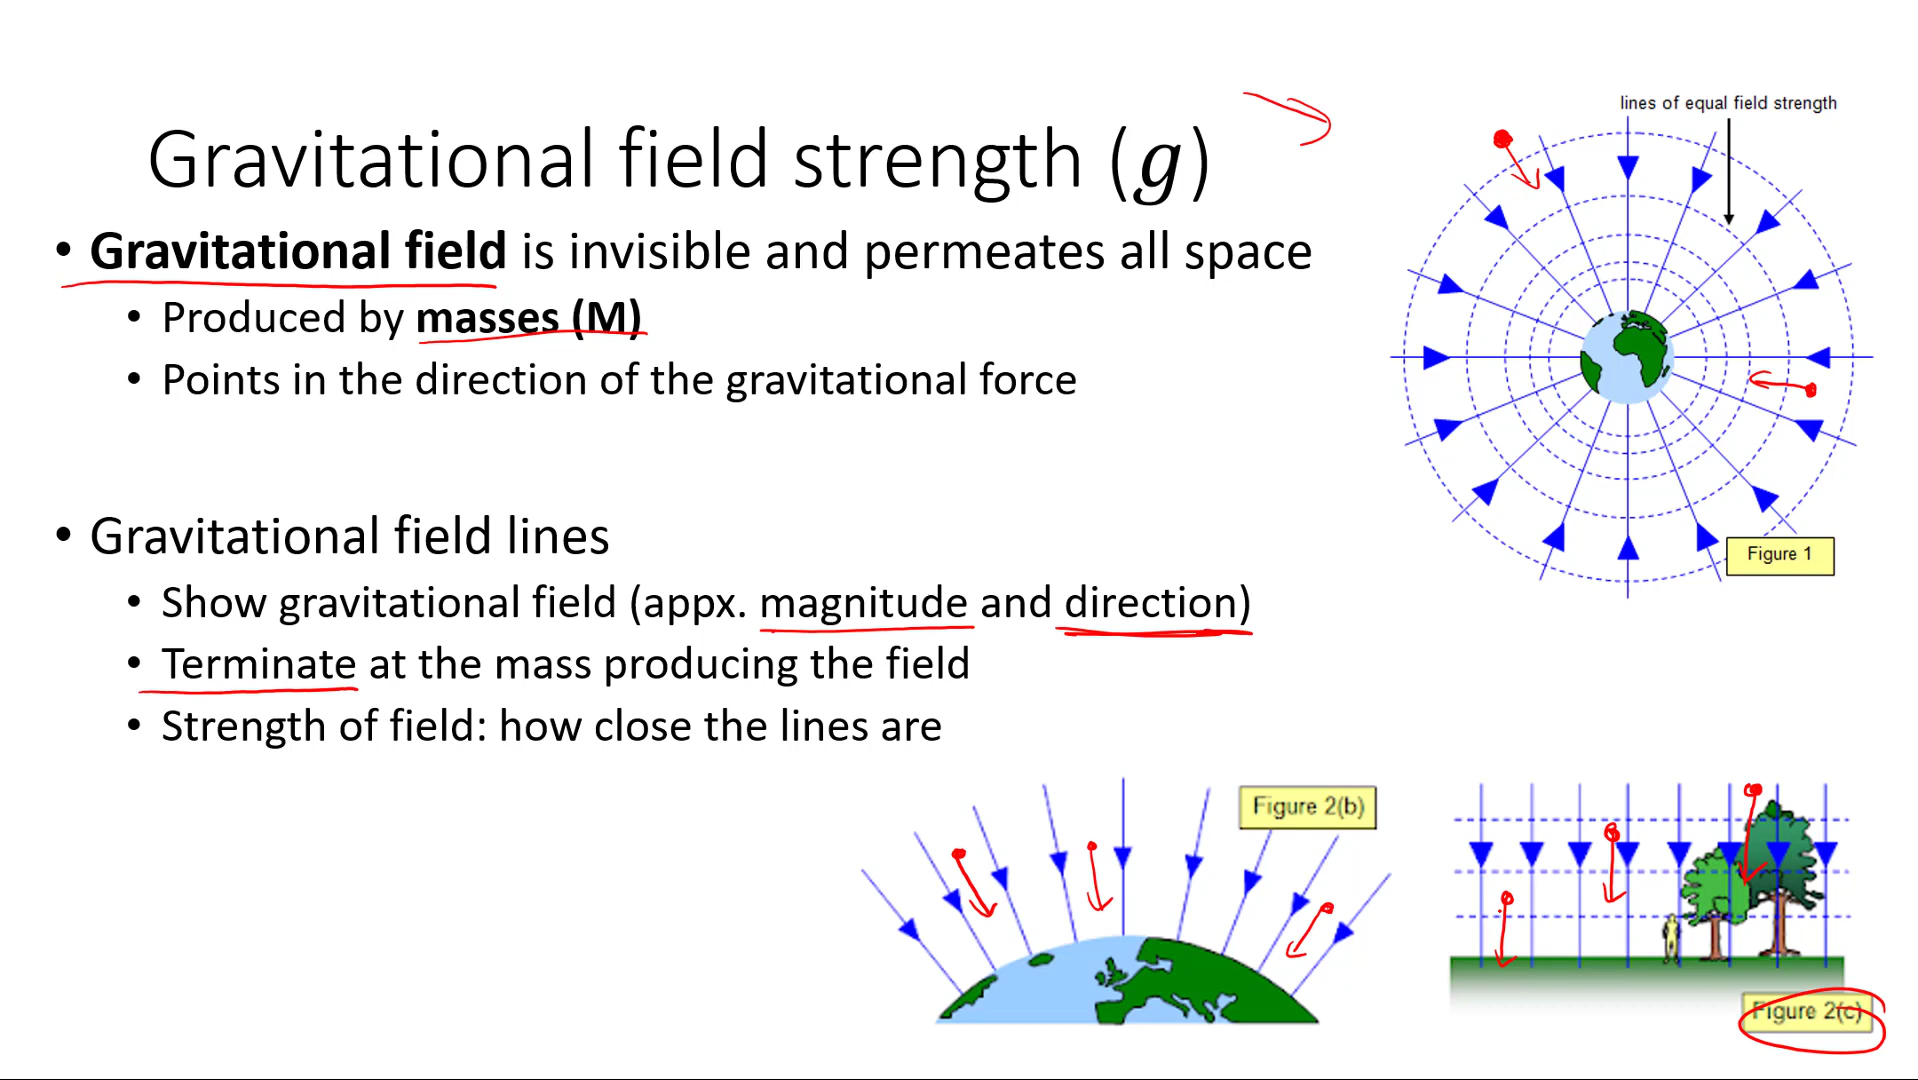 Gravitational field strength (g)
• Gravitational field is invisible and permeates all space
• Produced by masses (M)
• Points in the direction of the gravitational force
• Gravitational field lines
• Show gravitational field (appx. magnitude and direction)
• Terminate at the mass producing the field
• Strength of field: how close the lines are
lines of equal field strength
Figure 1
Figure 2(b)
Figure 2(c)